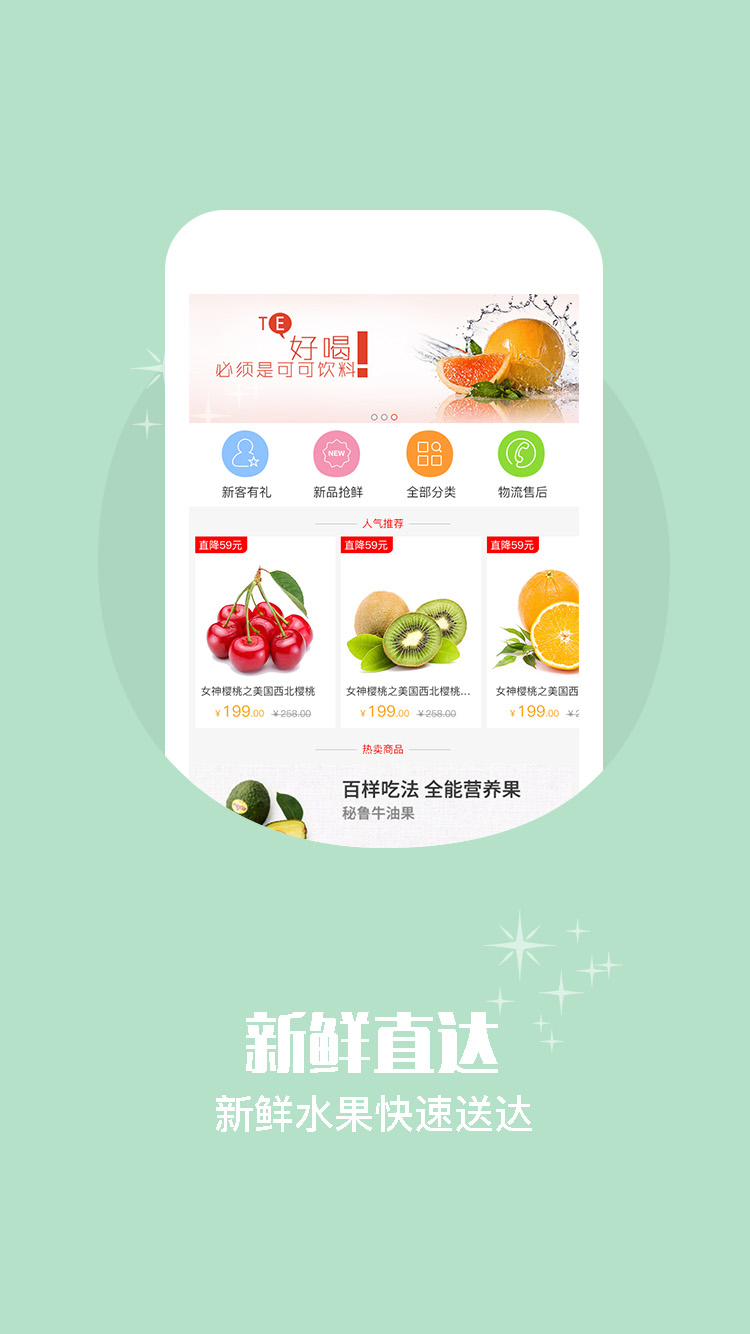 TE
好喝!
必须是可可饮料
NEW
新客有礼 新品抢鲜 全部分类 物流售后
人气推荐
直降59元 直降59元 直降59元
女神樱桃之美国西北樱桃 女神樱桃之美国西北樱桃... 女神樱桃之美国西
¥199.00 ¥258.00 ¥199.00 ¥258.00 ¥199.00 ¥2
热卖商品
百样吃法 全能营养果
秘鲁牛油果
新鲜直达
新鲜水果快速送达